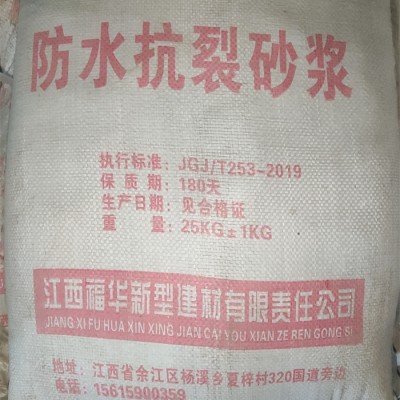 防水抗裂砂浆
执行标准：JGJ/T253-2019
保 质 期：180天
生产日期：见合格证
重 量：25KG±1KG
江西福华新型建材有限责任公司
JIANG XI FU HUA XIN XING JIAN CAI YOU XIAN ZE REN GONG SI
地址：江西省余江区杨溪乡夏梓村320国道旁边
电话：15615900359